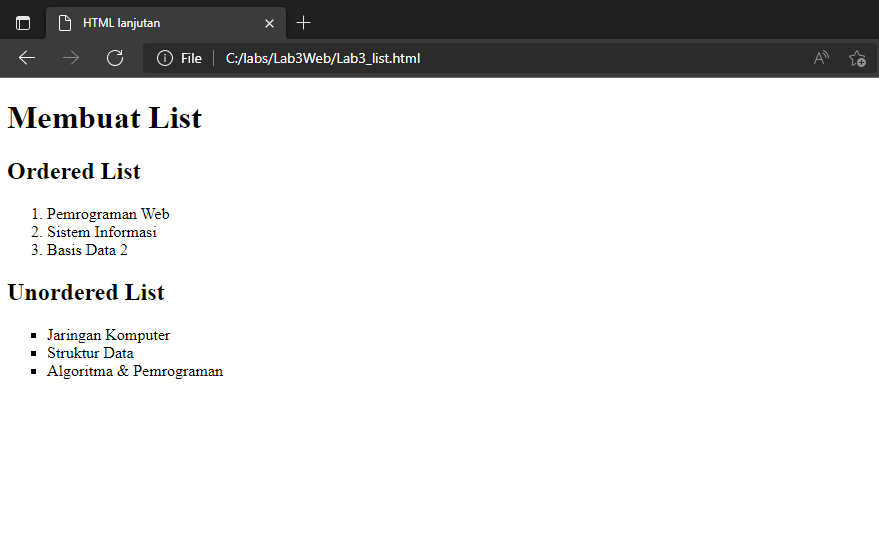 HTML lanjutan
File
C:/labs/Lab3Web/Lab3_list.html
Membuat List
Ordered List
1. Pemrograman Web
2. Sistem Informasi
3. Basis Data 2
Unordered List
▪ Jaringan Komputer
▪ Struktur Data
▪ Algoritma & Pemrograman